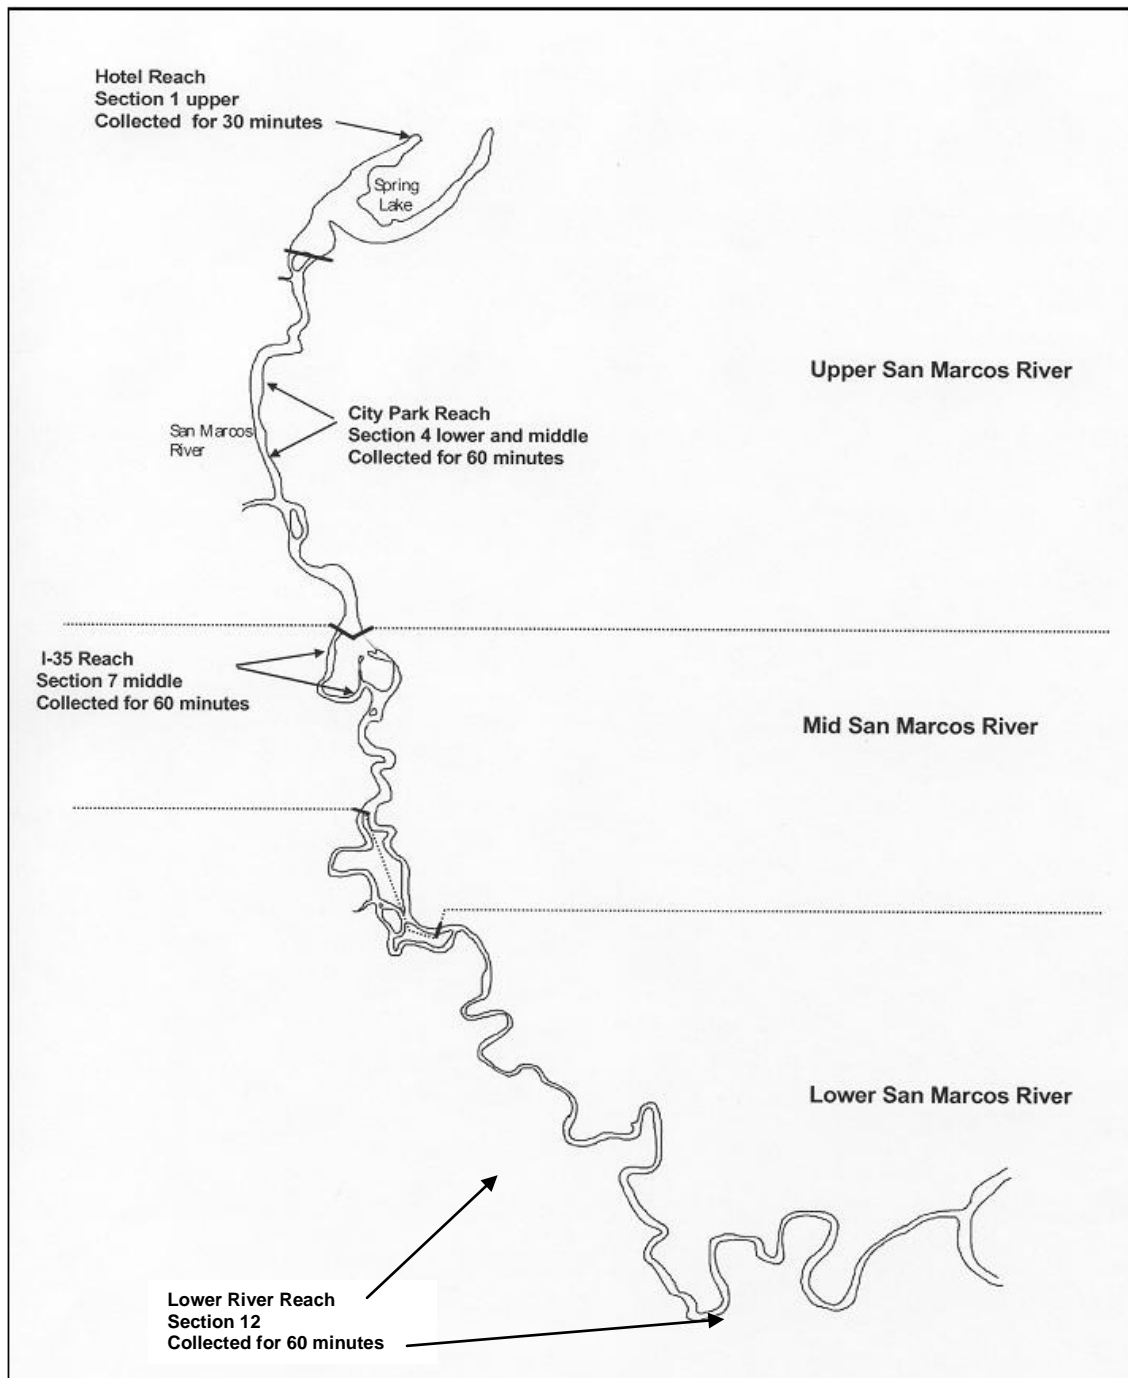 Hotel Reach
Section 1 upper
Collected for 30 minutes
Spring
Lake
Upper San Marcos River
City Park Reach
Section 4 lower and middle
Collected for 60 minutes
San Marcos
River
I-35 Reach
Section 7 middle
Collected for 60 minutes
Mid San Marcos River
Lower San Marcos River
Lower River Reach
Section 12
Collected for 60 minutes